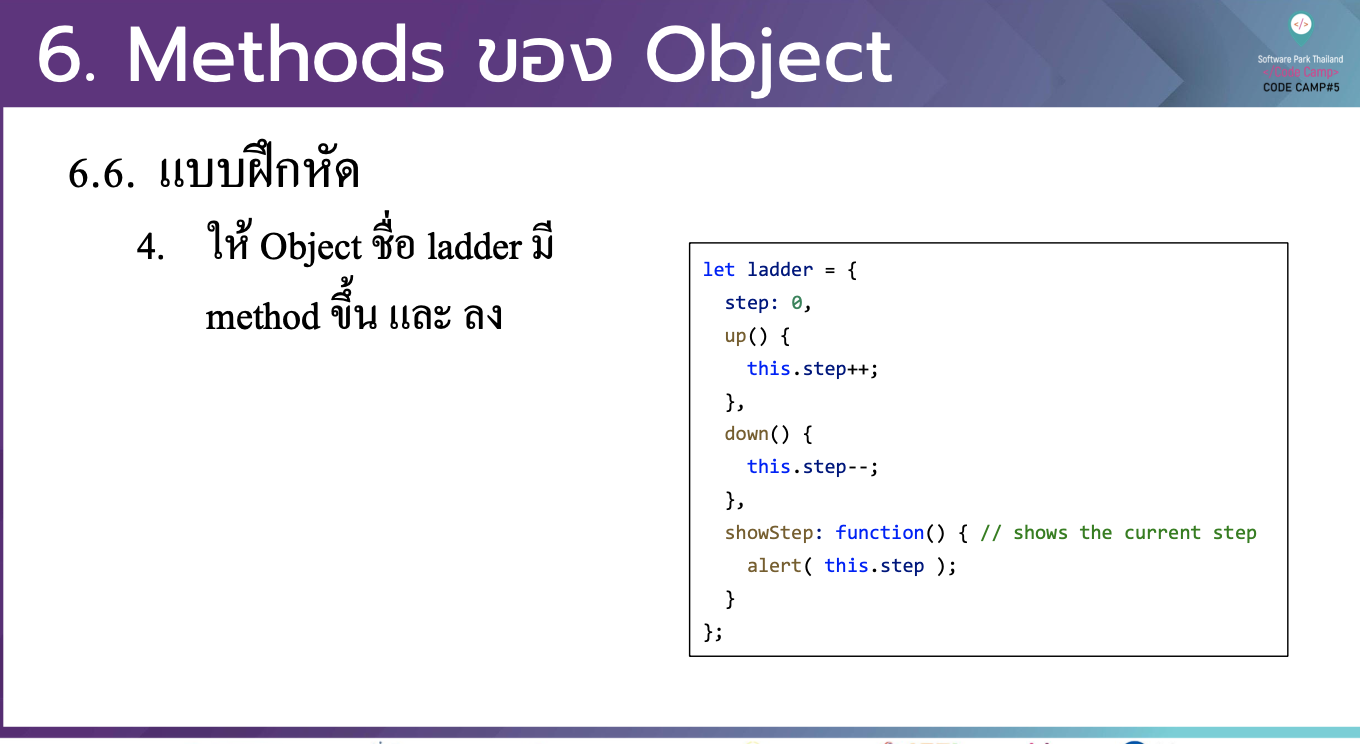 6. Methods ของ Object
</>
Software Park Thailand
</Code Camp>
CODE CAMP#5
6.6. แบบฝึกหัด
4. ให้ Object ชื่อ ladder มี
method ขึ้น และ ลง
let ladder = {
step: 0,
up() {
this.step++;
},
down() {
this.step--;
},
showStep: function() { // shows the current step
alert( this.step );
}
};